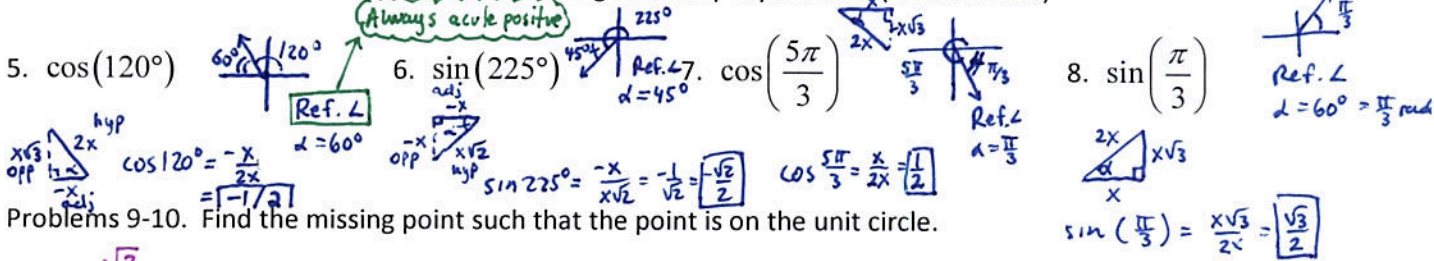 Always acute positive
5. cos(120°) 60° 120°
Ref. ∠
α = 60°
hyp
2x
x√3
opp
α
-x
adj
cos 120° = -x/2x
= -1/2
6. sin(225°) 225°
45°
Ref. ∠
α = 45°
adj
-x
-x
opp
α
x√2
hyp
sin 225° = -x/x√2 = -1/√2 = -√2/2
7. cos(5π/3)
x
2x
-x√3
5π/3
π/3
Ref. ∠
α = π/3
cos 5π/3 = x/2x = 1/2
8. sin(π/3)
π/3
Ref. ∠
α = 60° = π/3 rad
2x
x√3
α
x
sin (π/3) = x√3/2x = √3/2
Problems 9-10. Find the missing point such that the point is on the unit circle.